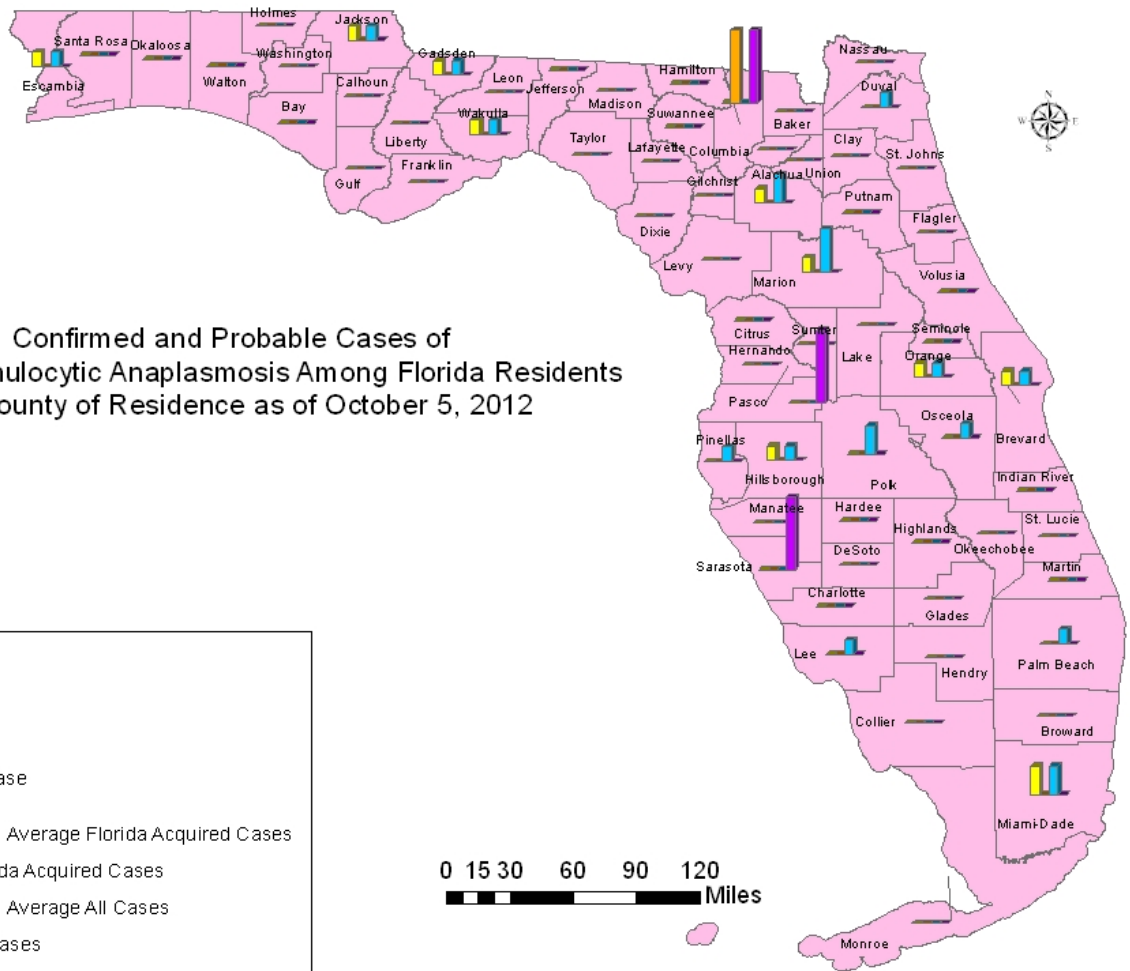 Holmes
Jackson
Nassau
Santa Rosa
Okaloosa
Washington
Gadsden
Leon
Hamilton
Duval
Escambia
Watton
Calhoun
Jefferson
Madison
N
W E
S
Bay
Wakulla
Suwannee
Baker
Liberty
Taylor
Lafayette
Columbia
Clay
St. Johns
Gulf
Franklin
Gilchrist
Alachua
Union
Putnam
Dixie
Flagler
Levy
Marion
Volusia
Confirmed and Probable Cases of
ulocytic Anaplasmosis Among Florida Residents
ounty of Residence as of October 5, 2012
Citrus
Sumter
Seminole
Hernando
Lake
Orange
Pasco
Osceola
Brevard
Pinellas
Hillsborough
Polk
Indian River
Manatee
Hardee
Highlands
St. Lucie
Okeechobee
Sarasota
DeSoto
Martin
Charlotte
Glades
Lee
Hendry
Palm Beach
Collier
Broward
Miami-Dade
Monroe
ase
Average Florida Acquired Cases
da Acquired Cases
Average All Cases
ases
0 15 30 60 90 120
Miles